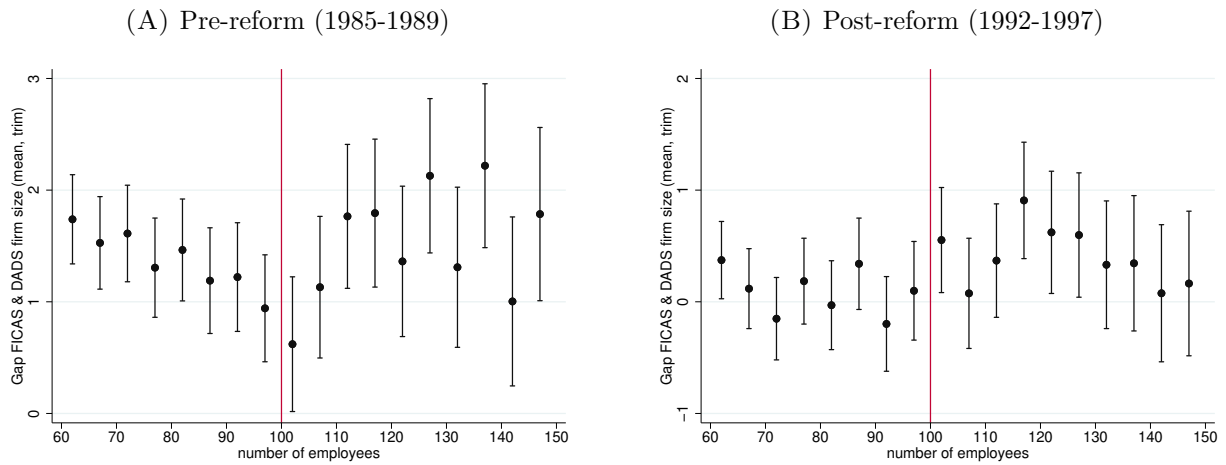 (A) Pre-reform (1985-1989)
Gap FICAS & DADS firm size (mean, trim)
3
2
1
0
60 70 80 90 100 110 120 130 140 150
number of employees
(B) Post-reform (1992-1997)
Gap FICAS & DADS firm size (mean, trim)
2
1
0
−1
60 70 80 90 100 110 120 130 140 150
number of employees